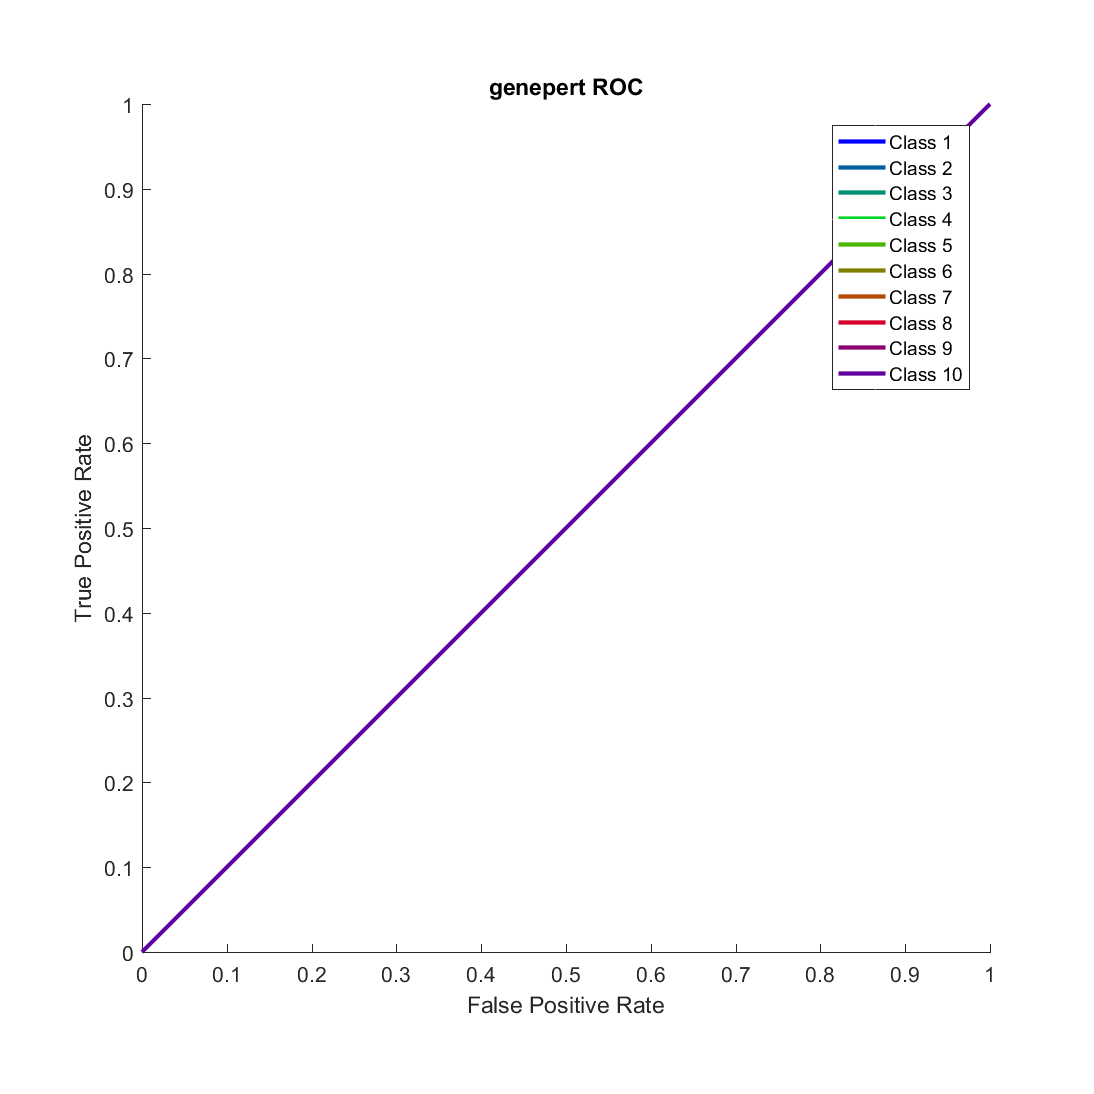 genepert ROC
1
0.9
0.8
0.7
0.6
0.5
0.4
0.3
0.2
0.1
0
True Positive Rate
Class 1
Class 2
Class 3
Class 4
Class 5
Class 6
Class 7
Class 8
Class 9
Class 10
0 0.1 0.2 0.3 0.4 0.5 0.6 0.7 0.8 0.9 1
False Positive Rate